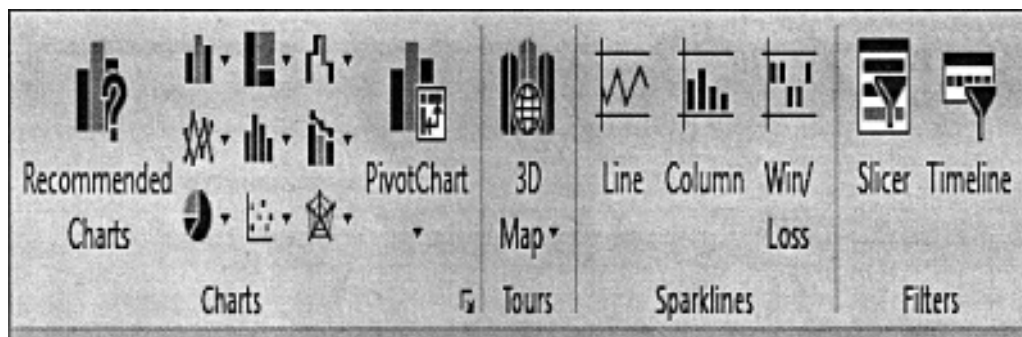 Recommended
Charts
PivotChart
3D
Map
Line
Column
Win/
Loss
Slicer
Timeline
Charts
Tours
Sparklines
Filters